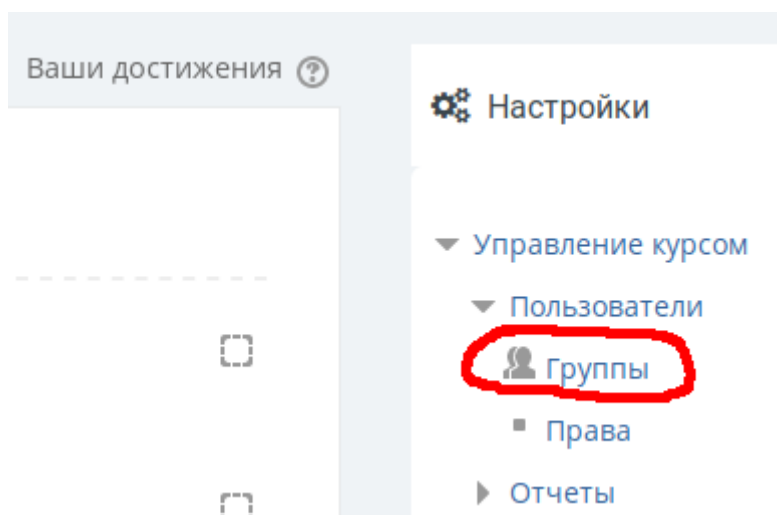 Ваши достижения
Настройки
Управление курсом
Пользователи
Группы
Права
Отчеты